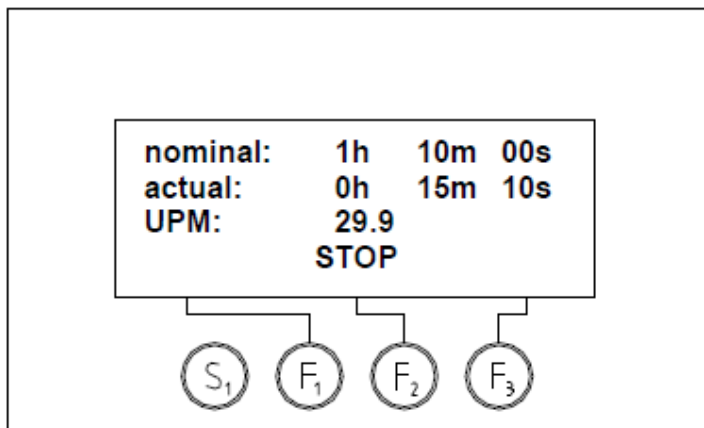 nominal: 1h 10m 00s
actual: 0h 15m 10s
UPM: 29.9
STOP
S₁ F₁ F₂ F₃